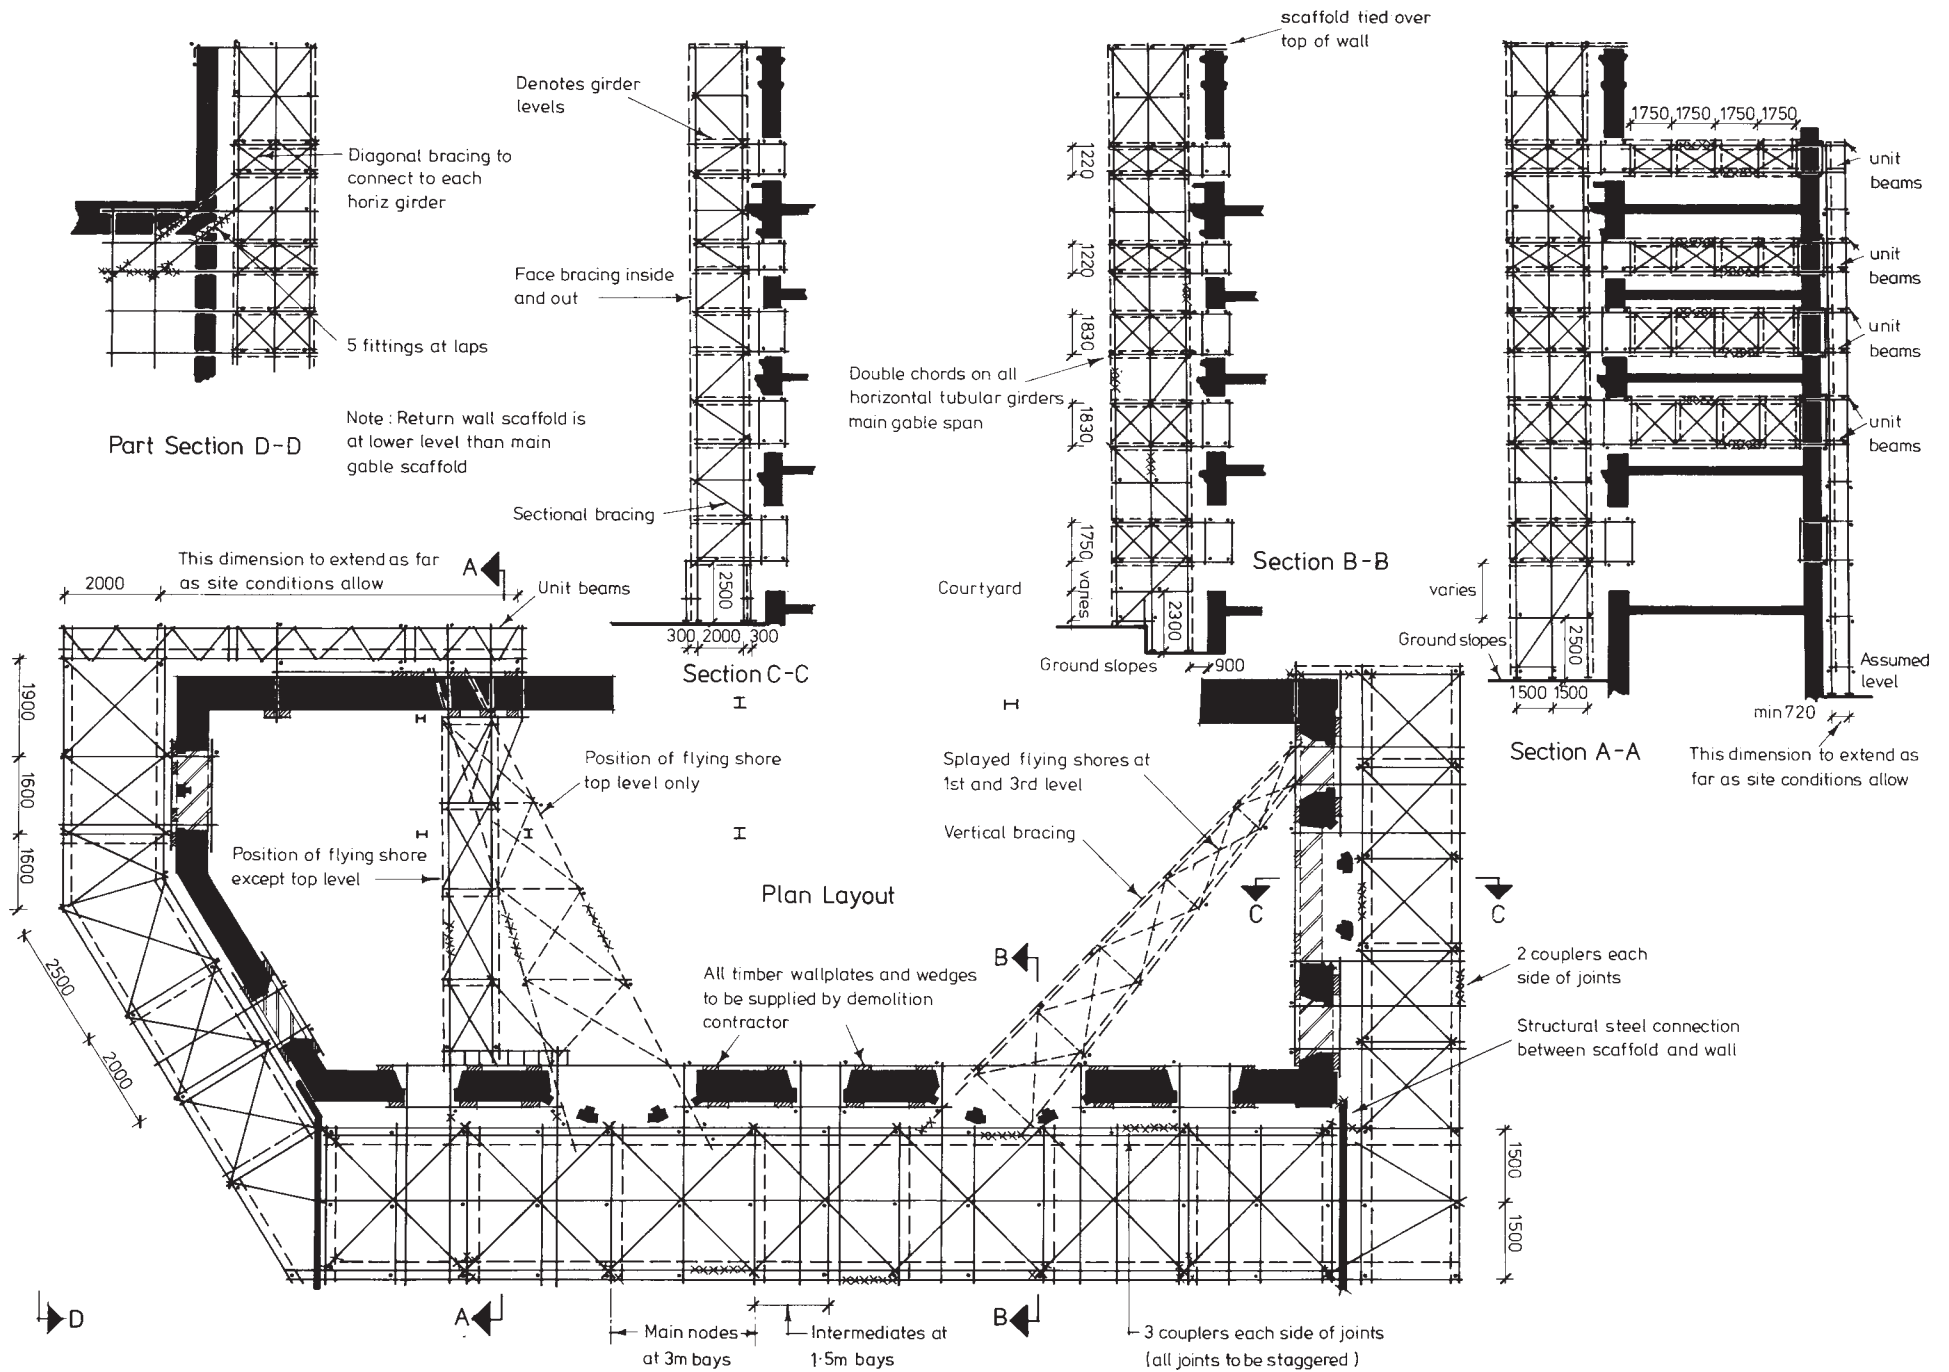 scaffold tied over
top of wall
Denotes girder
levels
Diagonal bracing to
connect to each
horiz girder
Face bracing inside
and out
5 fittings at laps
Note : Return wall scaffold is
at lower level than main
gable scaffold
Part Section D-D
Sectional bracing
Double chords on all
horizontal tubular girders
main gable span
1220
1220
1830
1830
1750
varies
2300
900
Courtyard
Ground slopes
Section B-B
2500
300 2000 300
Section C-C
1750 1750 1750 1750
unit
beams
unit
beams
unit
beams
unit
beams
varies
Ground slopes
2500
1500 1500
Assumed
level
min 720
Section A-A
This dimension to extend as
far as site conditions allow
This dimension to extend as far
as site conditions allow
2000
A
Unit beams
1900
1600
1600
2500
2000
Position of flying shore
top level only
Splayed flying shores at
1st and 3rd level
Vertical bracing
Position of flying shore
except top level
Plan Layout
C
C
B
All timber wallplates and wedges
to be supplied by demolition
contractor
2 couplers each
side of joints
Structural steel connection
between scaffold and wall
1500
1500
D
A
B
Main nodes
at 3m bays
Intermediates at
1·5m bays
3 couplers each side of joints
(all joints to be staggered)